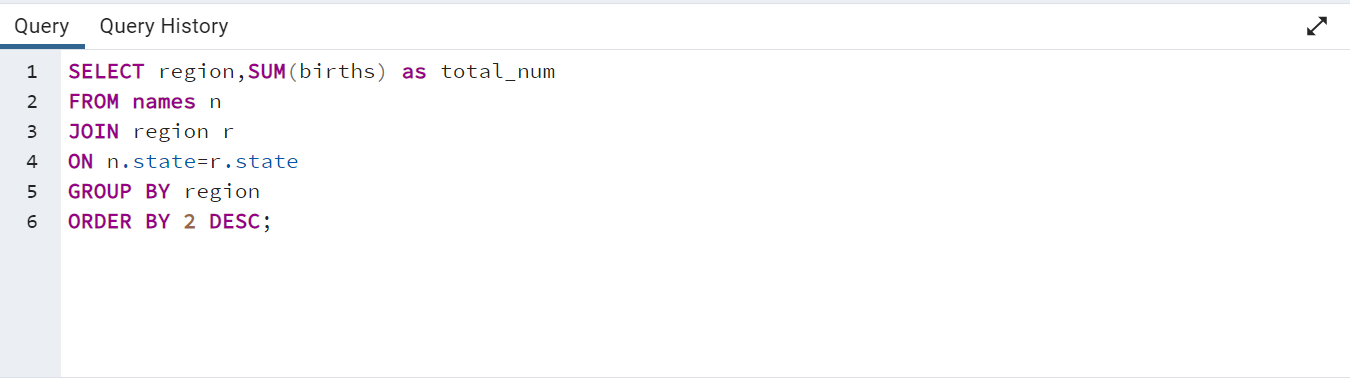 Query Query History
1 SELECT region,SUM(births) as total_num
2 FROM names n
3 JOIN region r
4 ON n.state=r.state
5 GROUP BY region
6 ORDER BY 2 DESC;